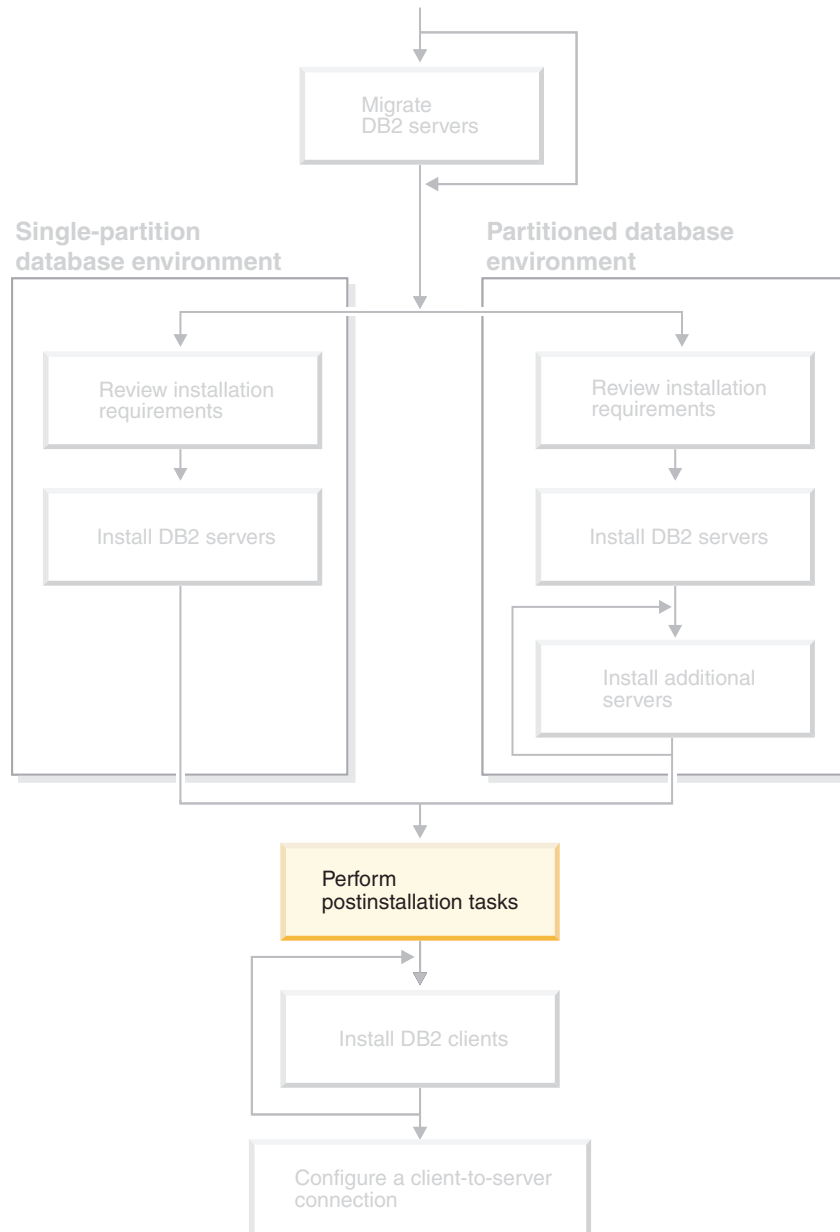 Migrate
DB2 servers
Single-partition
database environment
Partitioned database
environment
Review installation
requirements
Review installation
requirements
Install DB2 servers
Install DB2 servers
Install additional
servers
Perform
postinstallation tasks
Install DB2 clients
Configure a client-to-server
connection